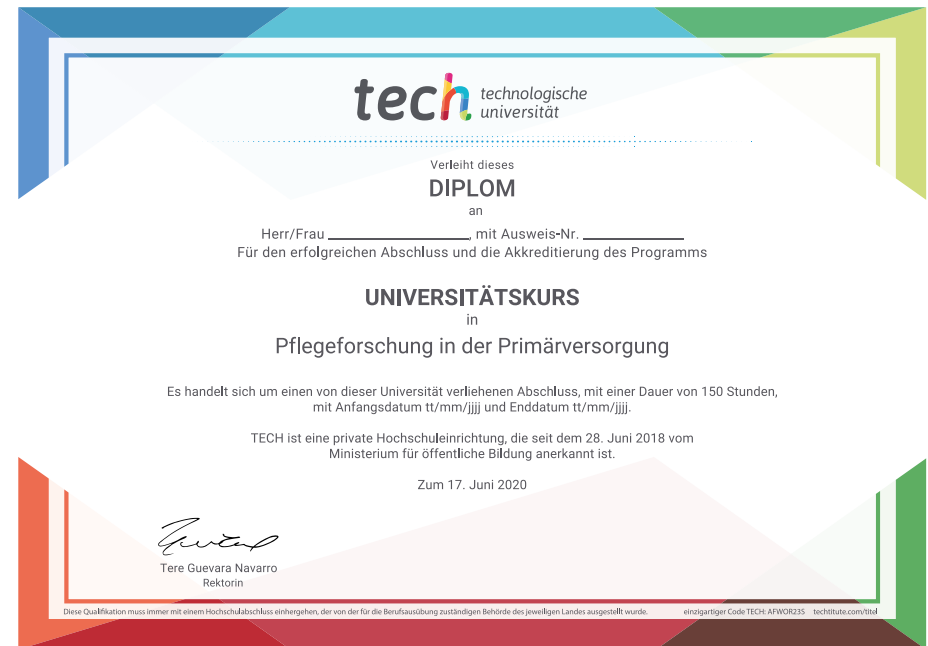 tech technologische
universität
Verleiht dieses
DIPLOM
an
Herr/Frau ____________________, mit Ausweis-Nr. ______________
Für den erfolgreichen Abschluss und die Akkreditierung des Programms
UNIVERSITÄTSKURS
in
Pflegeforschung in der Primärversorgung
Es handelt sich um einen von dieser Universität verliehenen Abschluss, mit einer Dauer von 150 Stunden,
mit Anfangsdatum tt/mm/jjjj und Enddatum tt/mm/jjjj.
TECH ist eine private Hochschuleinrichtung, die seit dem 28. Juni 2018 vom
Ministerium für öffentliche Bildung anerkannt ist.
Zum 17. Juni 2020
Tere Guevara Navarro
Rektorin
Diese Qualifikation muss immer mit einem Hochschulabschluss einhergehen, der von der für die Berufsausübung zuständigen Behörde des jeweiligen Landes ausgestellt wurde. einzigartiger Code TECH: AFWOR23S techtitute.com/titel